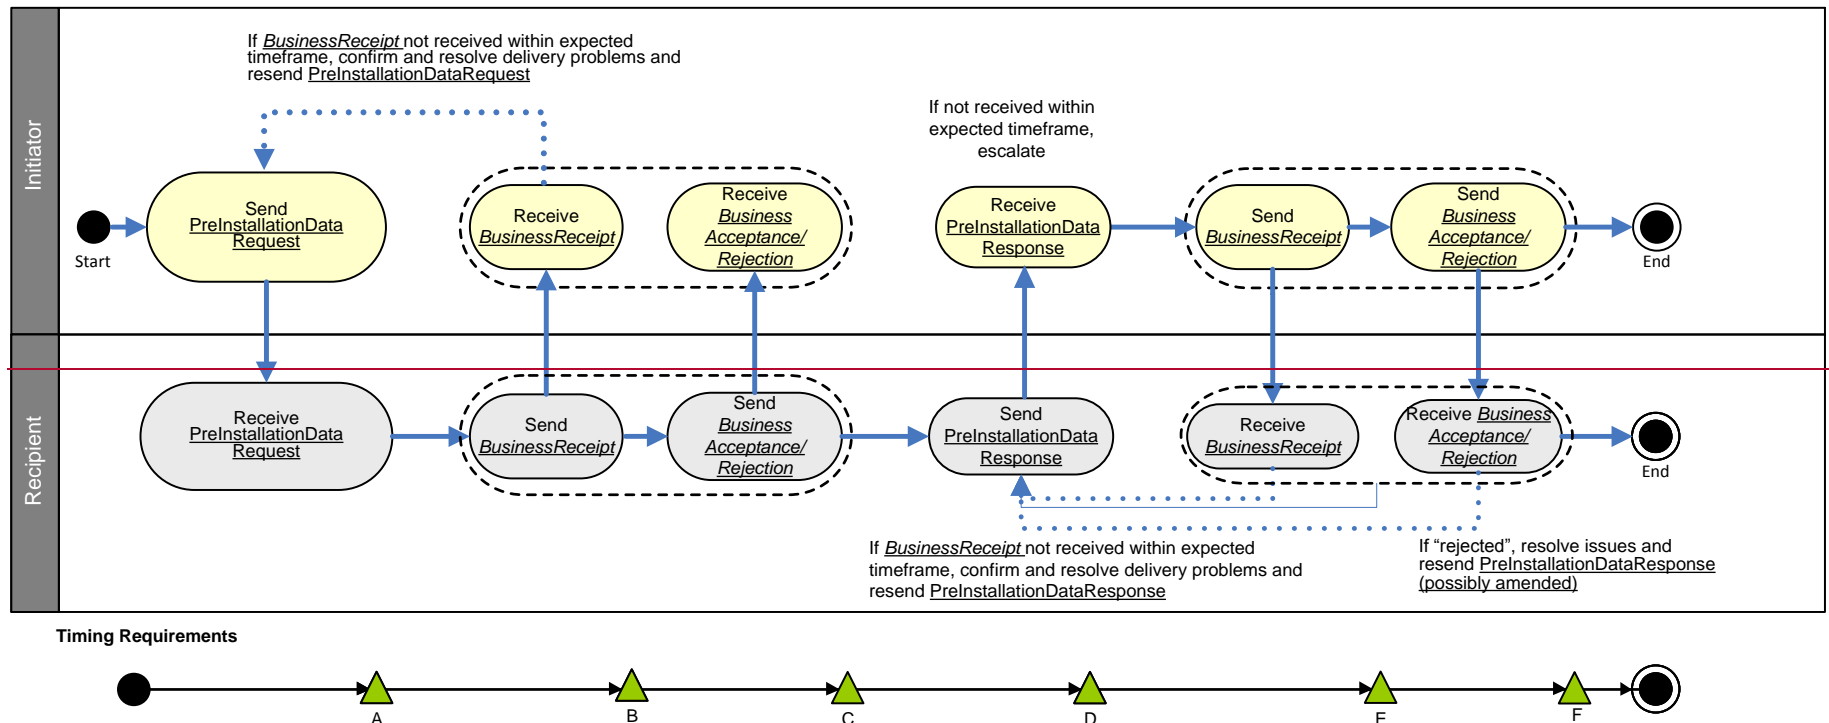 Initiator
If BusinessReceipt not received within expected
timeframe, confirm and resolve delivery problems and
resend PreInstallationDataRequest
If not received within
expected timeframe,
escalate
Start
Send
PreInstallationData
Request
Receive
BusinessReceipt
Receive
Business
Acceptance/
Rejection
Receive
PreInstallationData
Response
Send
BusinessReceipt
Send
Business
Acceptance/
Rejection
End
Recipient
Receive
PreInstallationData
Request
Send
BusinessReceipt
Send
Business
Acceptance/
Rejection
Send
PreInstallationData
Response
Receive
BusinessReceipt
Receive Business
Acceptance/
Rejection
End
If BusinessReceipt not received within expected
timeframe, confirm and resolve delivery problems and
resend PreInstallationDataResponse
If “rejected”, resolve issues and
resend PreInstallationDataResponse
(possibly amended)
Timing Requirements
A
B
C
D
E
F